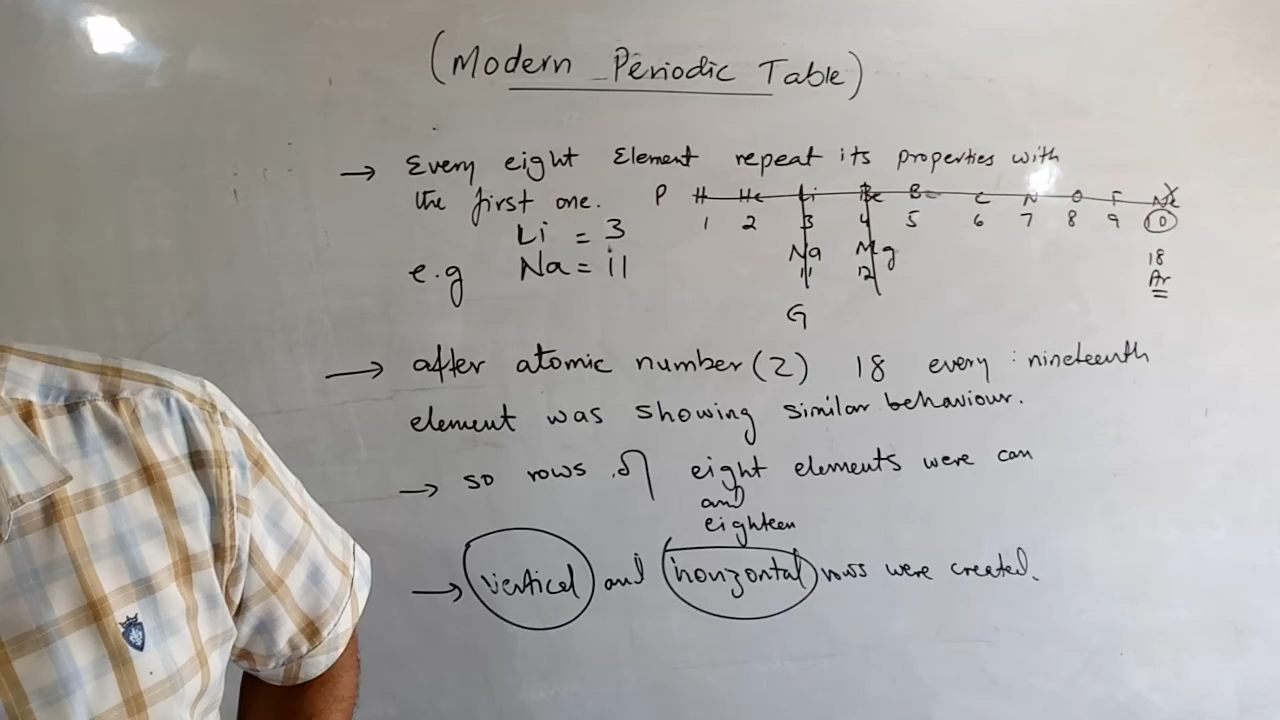 (Modern Periodic Table)
→ Every eight Element repeat its properties with
the first one. P H He Li Be B C N O F Ne
1 2 3 4 5 6 7 8 9 10
Li = 3
e.g Na = 11
Na Mg 18
11 12 Ar
G
→ after atomic number (Z) 18 every nineteenth
element was showing similar behaviour.
→ so rows of eight elements were can
and
eighteen
→ vertical and horizontal rows were created.